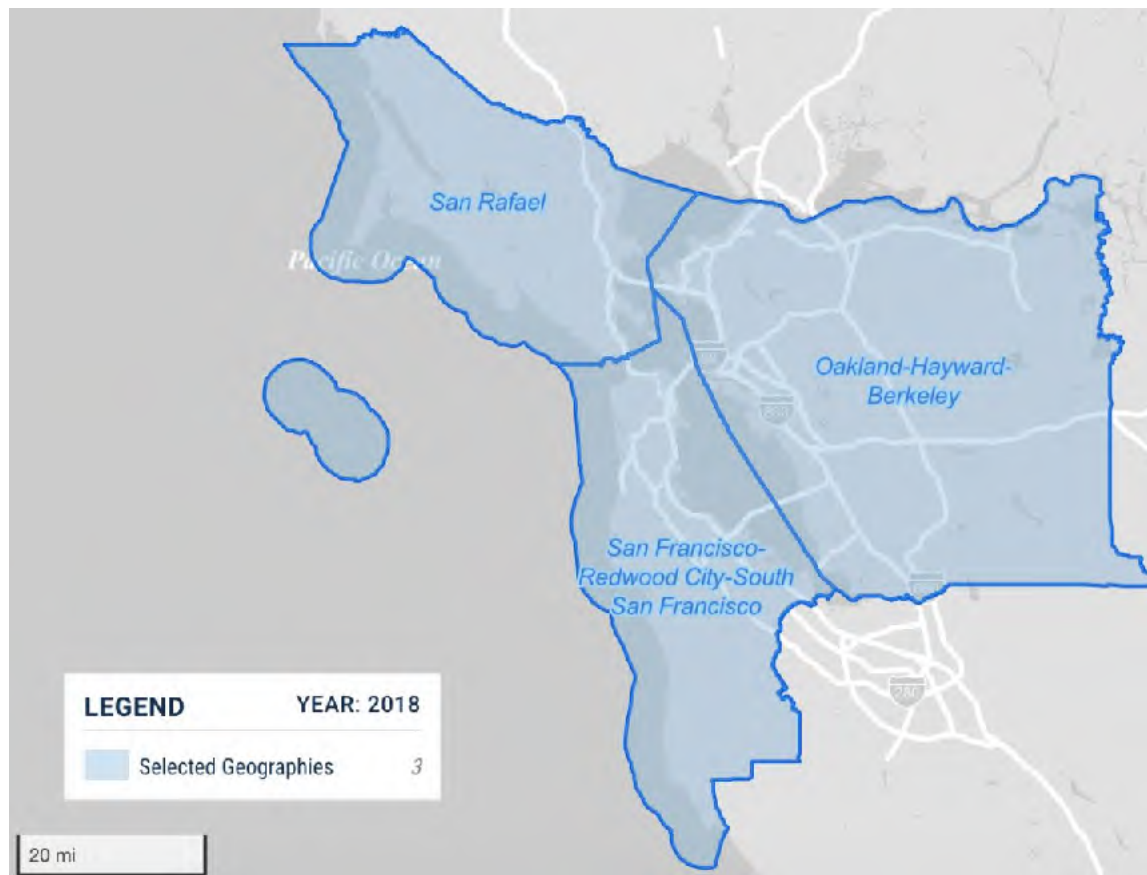 San Rafael
Pacific Ocean
Oakland-Hayward-
Berkeley
San Francisco-
Redwood City-South
San Francisco
280
LEGEND YEAR: 2018
Selected Geographies 3
20 mi